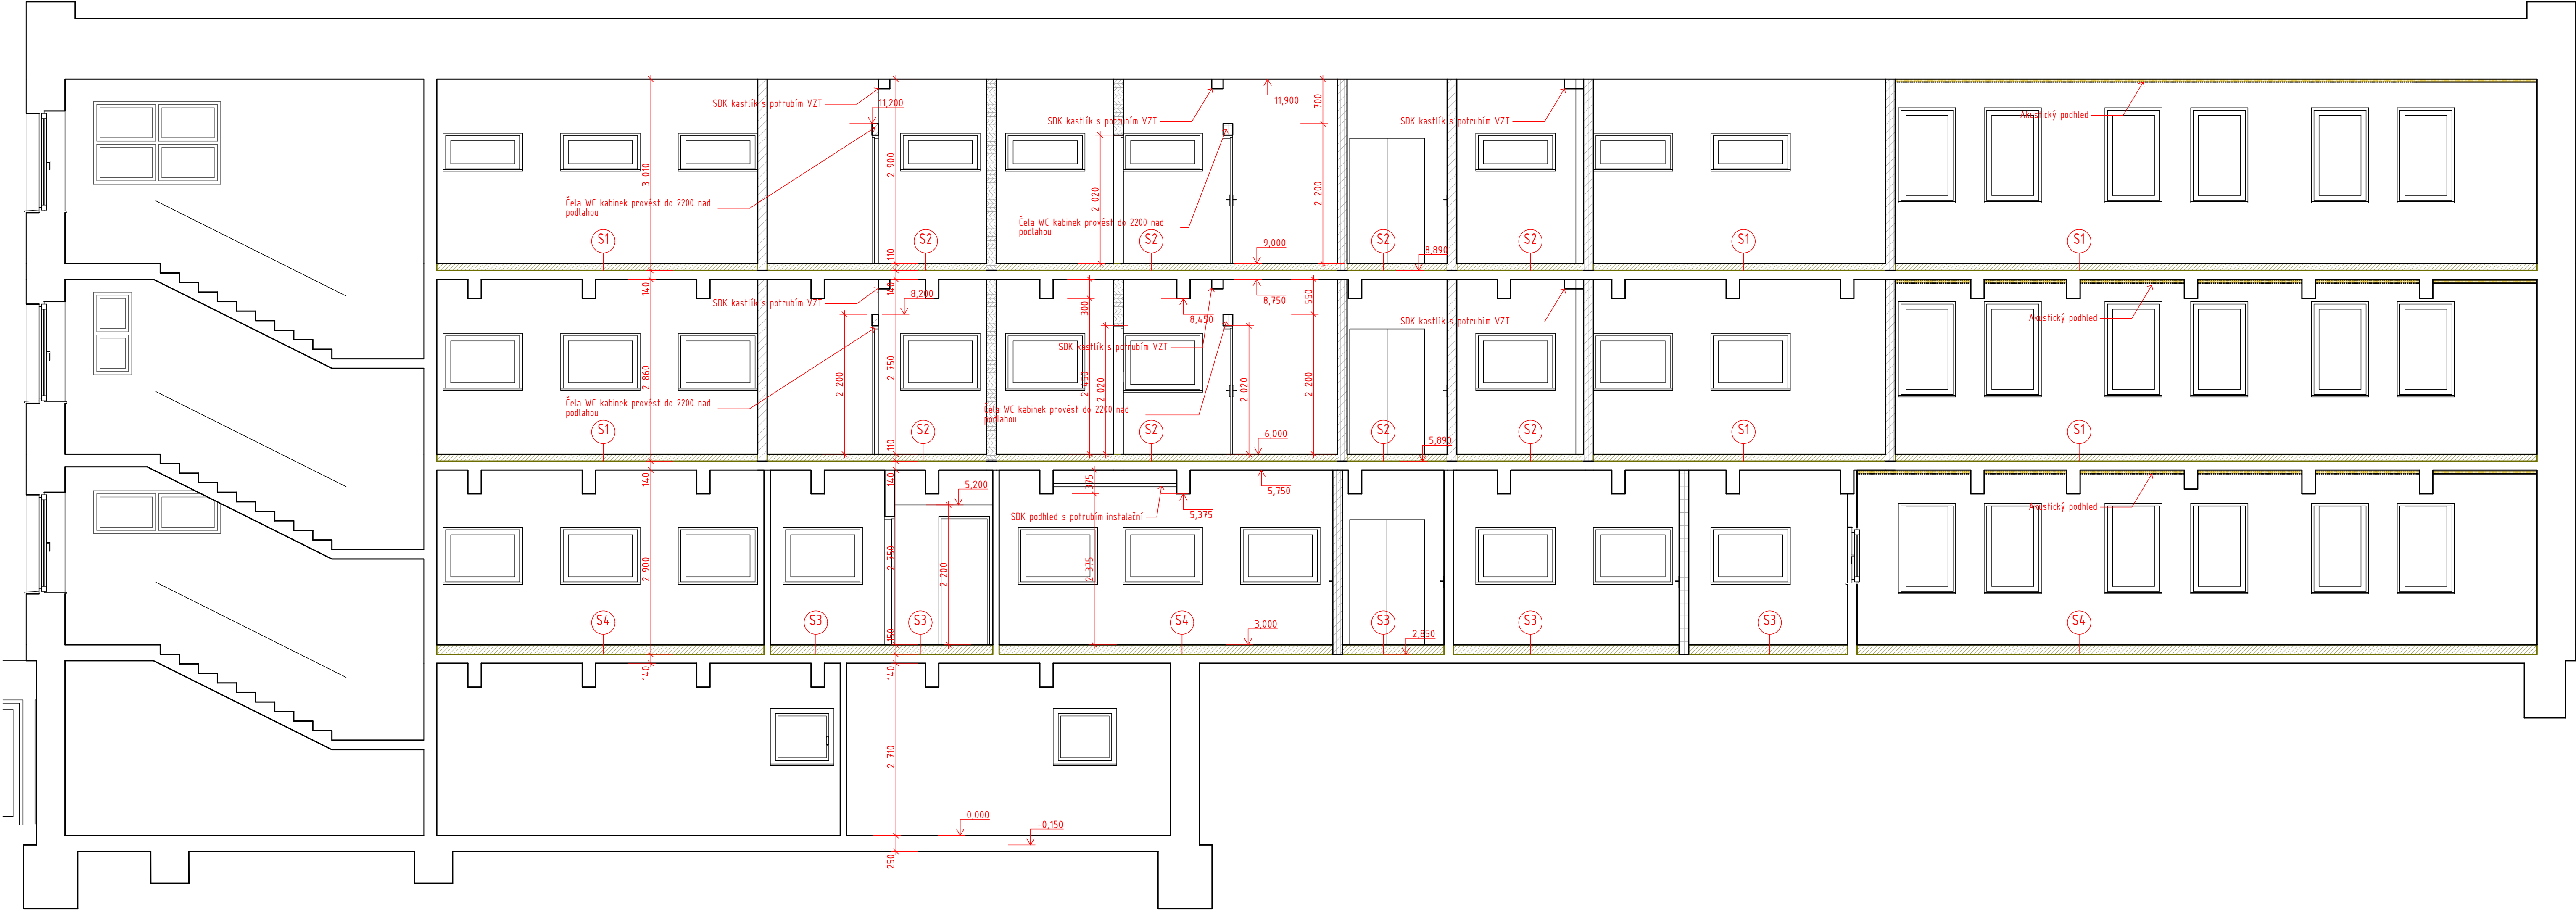 SDK kastlík s potrubím VZT
11,200
SDK kastlík s potrubím VZT
11,900
700
SDK kastlík s potrubím VZT
Akustický podhled
3 010
2 900
2 020
2 200
Čela WC kabinek provést do 2200 nad
podlahou
Čela WC kabinek provést do 2200 nad
podlahou
S1
S2
S2
S2
S2
S1
S1
9,000
8,890
110
140
140
SDK kastlík s potrubím VZT
8,200
300
8,450
8,750
550
SDK kastlík s potrubím VZT
Akustický podhled
SDK kastlík s potrubím VZT
2 860
2 200
2 750
2 450
2 020
2 020
2 200
Čela WC kabinek provést do 2200 nad
podlahou
Čela WC kabinek provést do 2200 nad
podlahou
S1
S2
S2
S2
S2
S1
S1
6,000
5,890
110
140
140
5,200
375
5,750
5,375
SDK podhled s potrubím instalační
Akustický podhled
2 900
2 750
2 200
2 375
S4
S3
S3
S4
S3
S3
S3
S4
3,000
2,850
150
140
140
2 710
0,000
-0,150
250